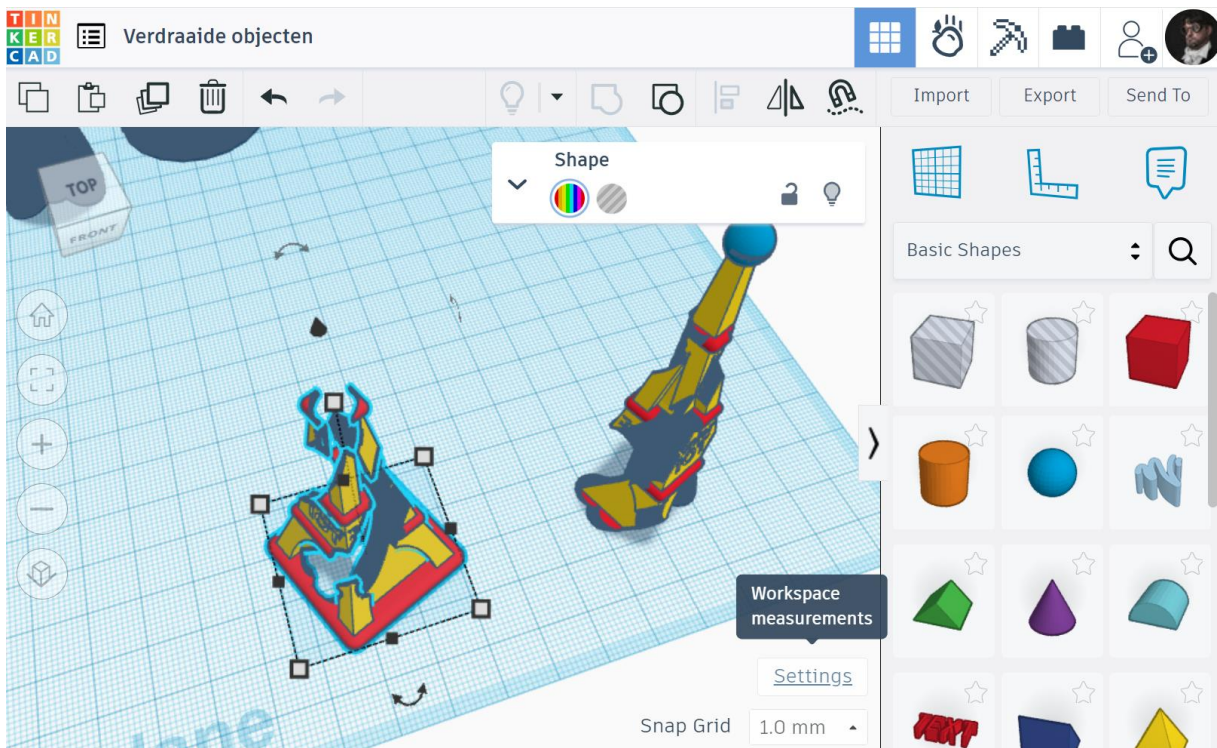 TIN
KER
CAD
Verdraaide objecten
Import
Export
Send To
TOP
FRONT
Shape
Basic Shapes
Workspace
measurements
Settings
Snap Grid
1.0 mm
TEXT